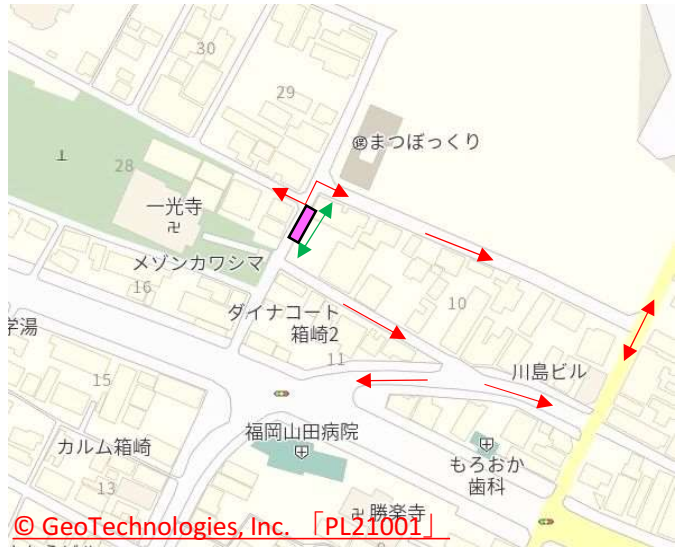 30
29
保まつぼっくり
28
一光寺
メゾンカワシマ
16
10
ダイナコート
箱崎2
学湯
11
川島ビル
15
福岡山田病院
カルム箱崎
もろおか
歯科
13
勝楽寺
© GeoTechnologies, Inc. 「PL21001」